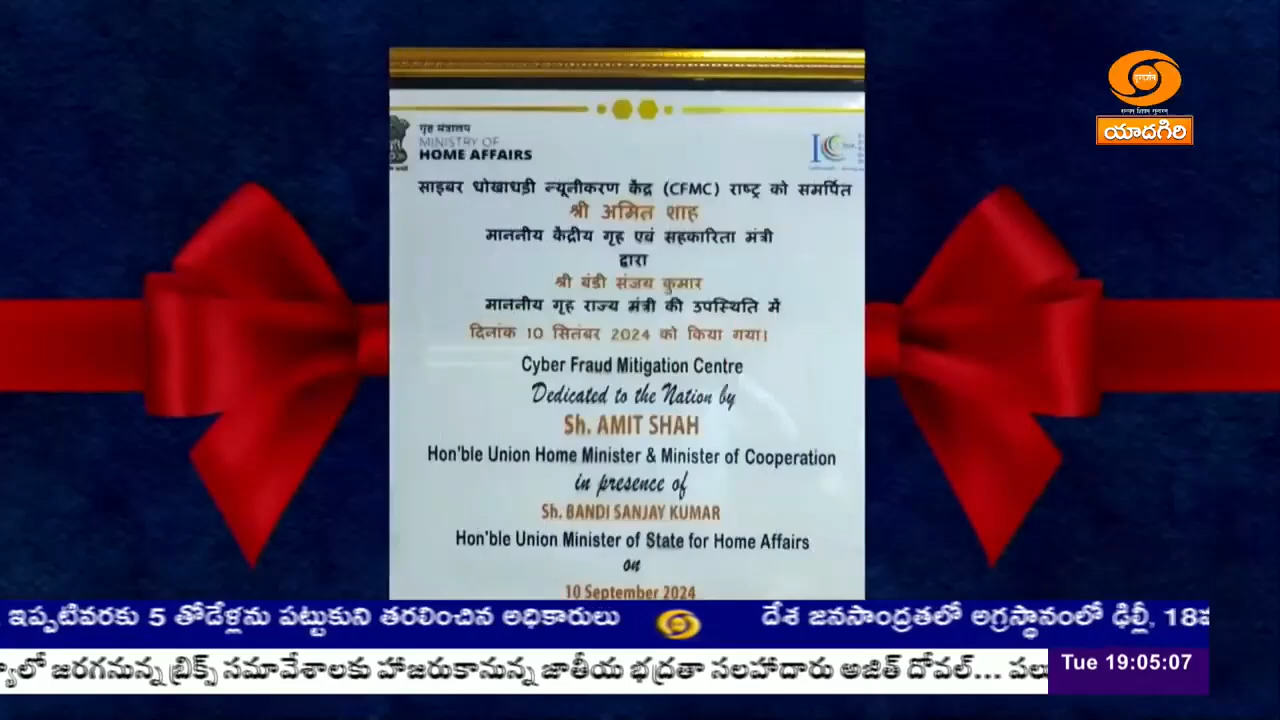 गृह मंत्रालय
MINISTRY OF
HOME AFFAIRS
साइबर धोखाधड़ी न्यूनीकरण केंद्र (CFMC) राष्ट्र को समर्पित
श्री अमित शाह
माननीय केंद्रीय गृह एवं सहकारिता मंत्री
द्वारा
श्री बंडी संजय कुमार
माननीय गृह राज्य मंत्री की उपस्थिति में
दिनांक 10 सितंबर 2024 को किया गया।
Cyber Fraud Mitigation Centre
Dedicated to the Nation by
Sh. AMIT SHAH
Hon'ble Union Home Minister & Minister of Cooperation
in presence of
Sh. BANDI SANJAY KUMAR
Hon'ble Union Minister of State for Home Affairs
on
10 September 2024
दूरदर्शन
యాదగిరి
ఇప్పటివరకు 5 తోడేళ్లను పట్టుకుని తరలించిన అధికారులు
దేశ జనసాంద్రతలో అగ్రస్థానంలో ఢిల్లీ, 18
లో జరగనున్న బ్రిక్స్ సమావేశాలకు హాజరుకానున్న జాతీయ భద్రతా సలహాదారు అజిత్ దోవల్... పలు
Tue 19:05:07